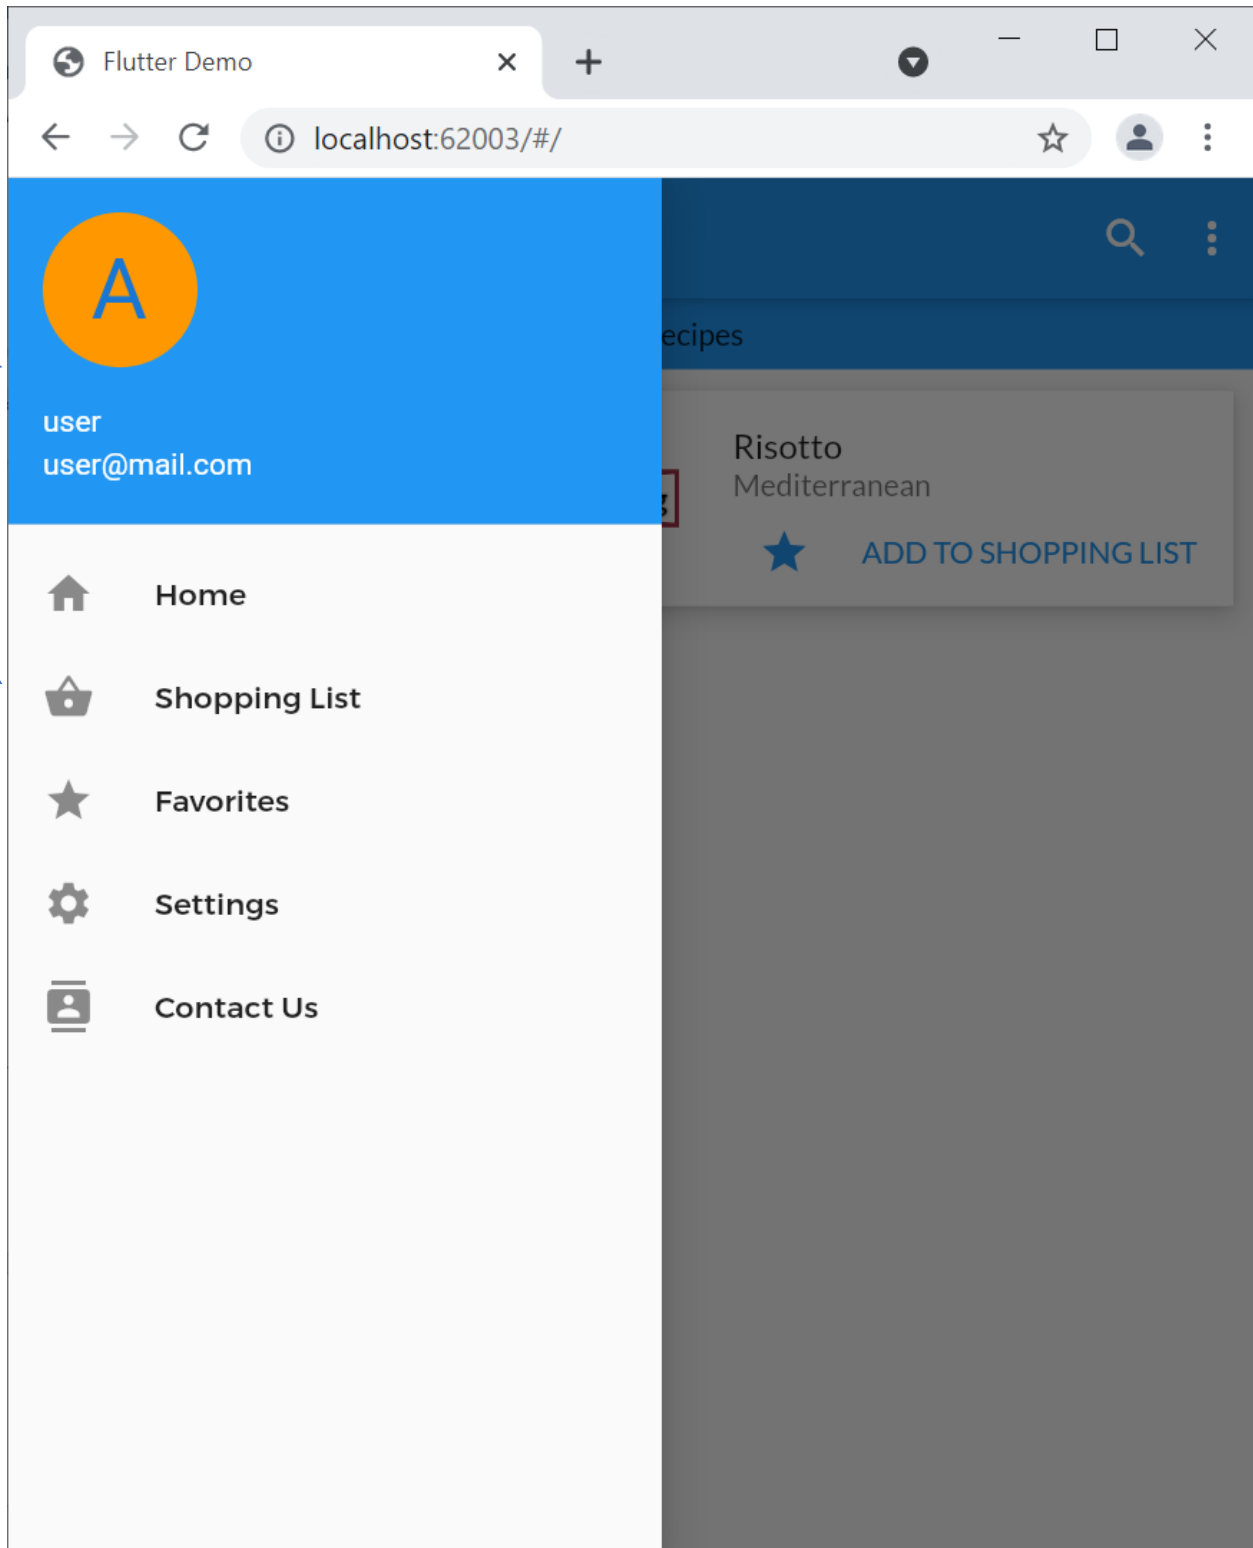 Flutter Demo
localhost:62003/#/
A
user
user@mail.com
Home
Shopping List
Favorites
Settings
Contact Us
ecipes
Risotto
Mediterranean
ADD TO SHOPPING LIST